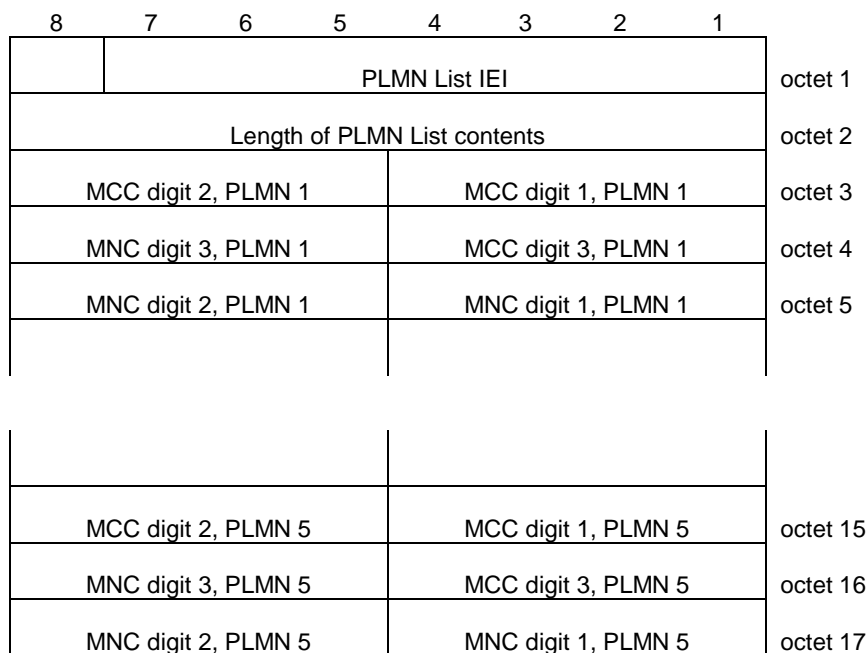 8 7 6 5 4 3 2 1
PLMN List IEI octet 1
Length of PLMN List contents octet 2
MCC digit 2, PLMN 1 MCC digit 1, PLMN 1 octet 3
MNC digit 3, PLMN 1 MCC digit 3, PLMN 1 octet 4
MNC digit 2, PLMN 1 MNC digit 1, PLMN 1 octet 5
MCC digit 2, PLMN 5 MCC digit 1, PLMN 5 octet 15
MNC digit 3, PLMN 5 MCC digit 3, PLMN 5 octet 16
MNC digit 2, PLMN 5 MNC digit 1, PLMN 5 octet 17